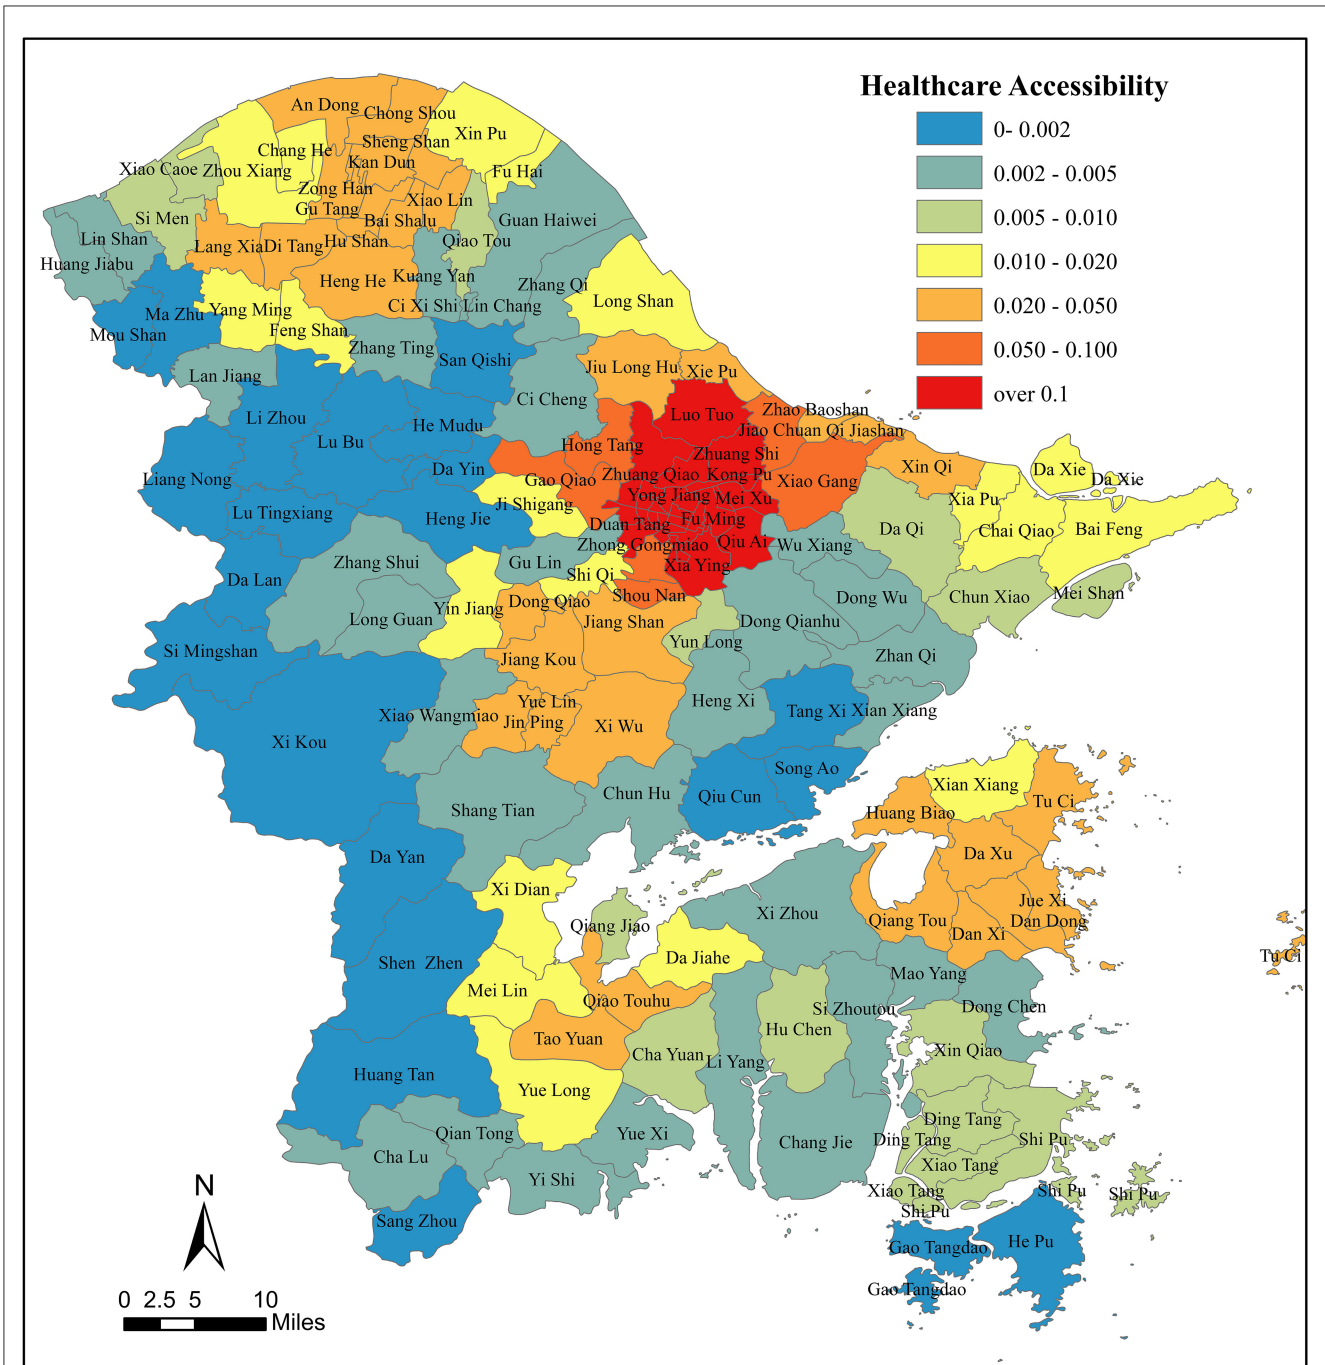 Healthcare Accessibility
0- 0.002
0.002 - 0.005
0.005 - 0.010
0.010 - 0.020
0.020 - 0.050
0.050 - 0.100
over 0.1
An Dong
Chong Shou
Xin Pu
Sheng Shan
Chang He
Kan Dun
Xiao Caoe
Zhou Xiang
Fu Hai
Zong Han
Xiao Lin
Gu Tang
Si Men
Bai Shalu
Guan Haiwei
Lin Shan
Lang Xia
Di Tang
Hu Shan
Qiao Tou
Huang Jiabu
Heng He
Kuang Yan
Zhang Qi
Long Shan
Ma Zhu
Yang Ming
Ci Xi Shi Lin Chang
Mou Shan
Feng Shan
Zhang Ting
San Qishi
Lan Jiang
Jiu Long Hu
Xie Pu
Ci Cheng
Li Zhou
Luo Tuo
Zhao Baoshan
He Mudu
Jiao Chuan
Qi Jiashan
Lu Bu
Hong Tang
Zhuang Shi
Da Yin
Xin Qi
Da Xie
Da Xie
Liang Nong
Gao Qiao
Zhuang Qiao
Kong Pu
Xiao Gang
Yong Jiang
Mei Xu
Xia Pu
Ji Shigang
Lu Tingxiang
Heng Jie
Duan Tang
Fu Ming
Da Qi
Chai Qiao
Bai Feng
Zhong Gongmiao
Qiu Ai
Wu Xiang
Zhang Shui
Gu Lin
Xia Ying
Shi Qi
Da Lan
Shou Nan
Dong Wu
Chun Xiao
Mei Shan
Yin Jiang
Dong Qiao
Long Guan
Jiang Shan
Dong Qianhu
Yun Long
Si Mingshan
Jiang Kou
Zhan Qi
Yue Lin
Heng Xi
Xiao Wangmiao
Jin Ping
Xi Wu
Tang Xi
Xian Xiang
Xi Kou
Song Ao
Xian Xiang
Qiu Cun
Chun Hu
Tu Ci
Shang Tian
Huang Biao
Da Yan
Da Xu
Xi Dian
Jue Xi
Xi Zhou
Qiang Tou
Dan Dong
Qiang Jiao
Dan Xi
Tu Ci
Shen Zhen
Da Jiahe
Mao Yang
Mei Lin
Qiao Touhu
Si Zhoutou
Dong Chen
Hu Chen
Tao Yuan
Xin Qiao
Cha Yuan
Li Yang
Huang Tan
Yue Long
Ding Tang
Qian Tong
Yue Xi
Ding Tang
Shi Pu
Chang Jie
Cha Lu
Xiao Tang
Yi Shi
Xiao Tang
Shi Pu
Shi Pu
Shi Pu
Sang Zhou
Gao Tangdao
He Pu
Gao Tangdao
N
0 2.5 5 10
Miles